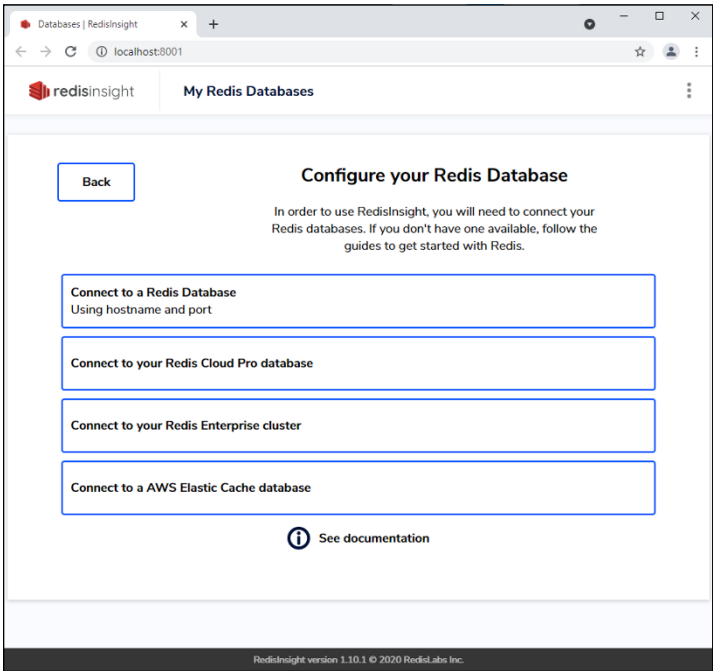 Databases | RedisInsight
localhost:8001
redisinsight
My Redis Databases
Back
Configure your Redis Database
In order to use RedisInsight, you will need to connect your
Redis databases. If you don't have one available, follow the
guides to get started with Redis.
Connect to a Redis Database
Using hostname and port
Connect to your Redis Cloud Pro database
Connect to your Redis Enterprise cluster
Connect to a AWS Elastic Cache database
See documentation
RedisInsight version 1.10.1 © 2020 RedisLabs Inc.